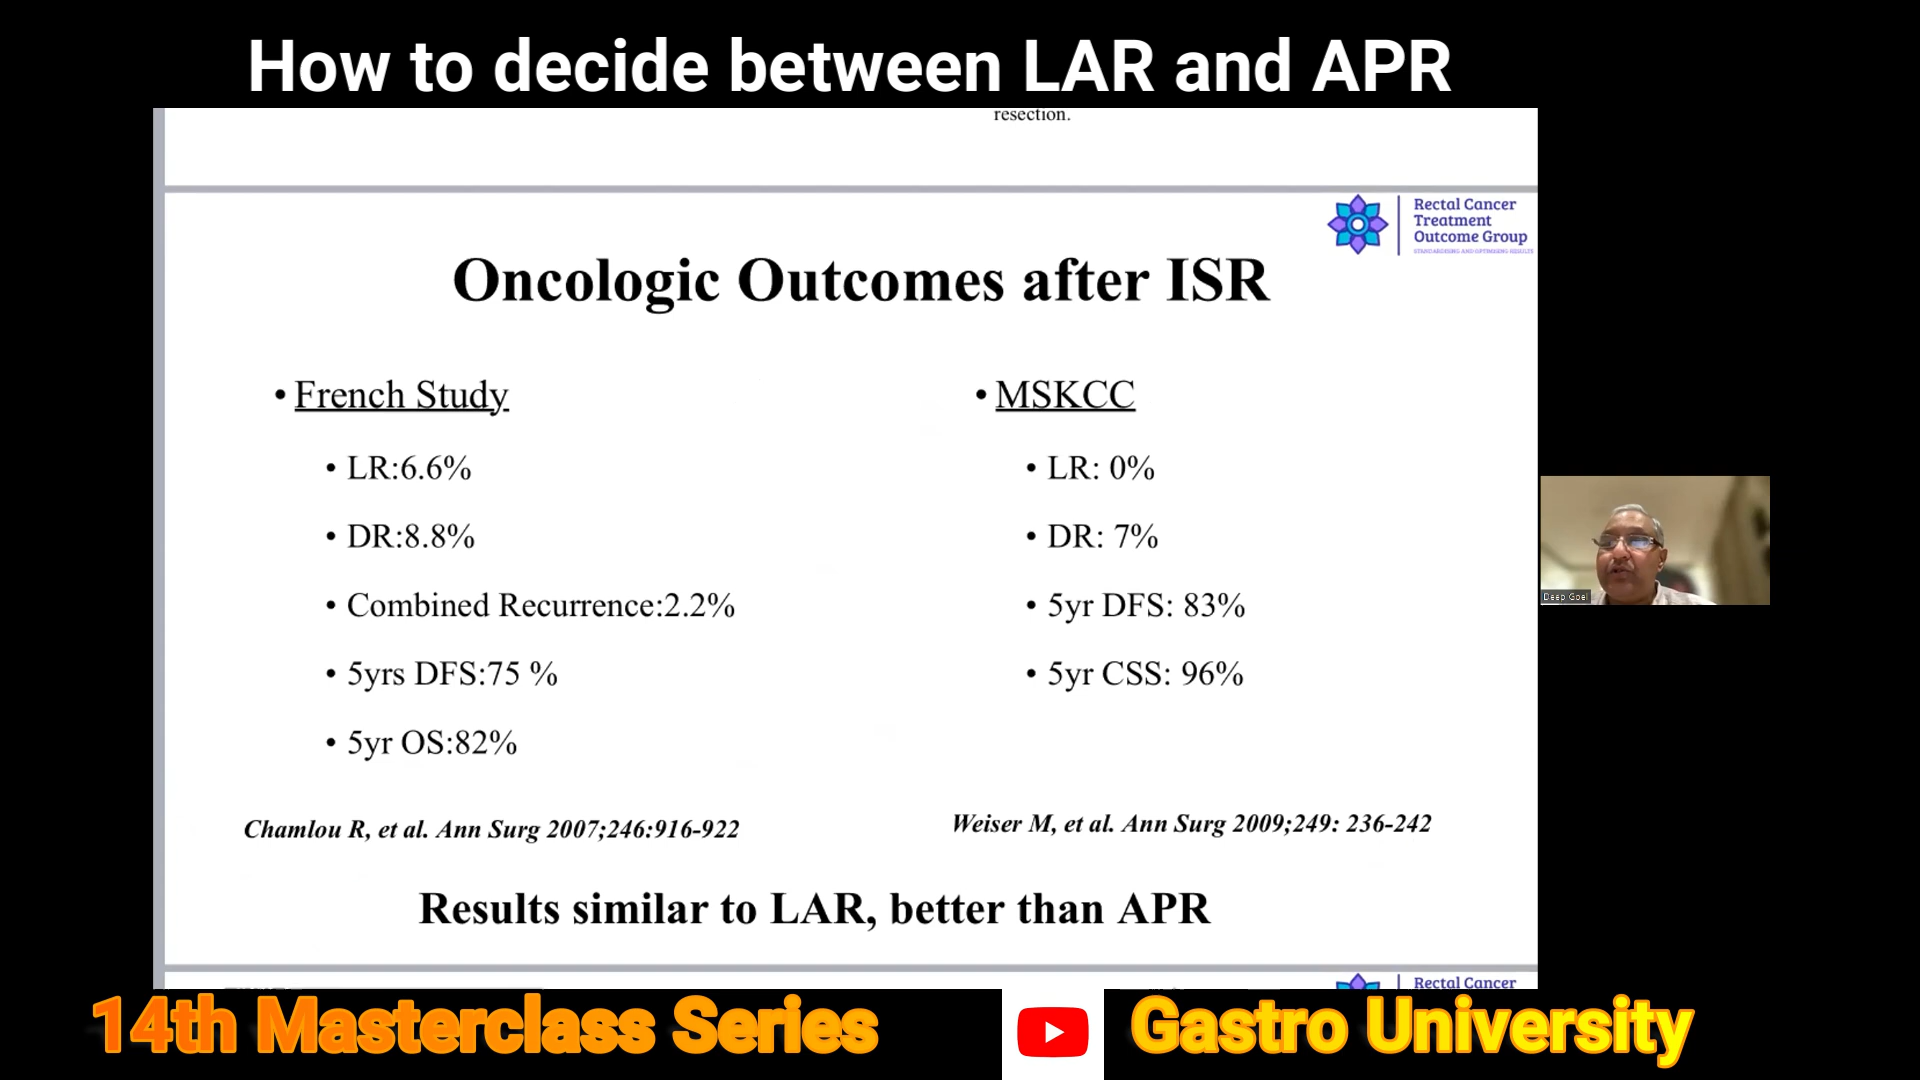 How to decide between LAR and APR
resection.
Rectal Cancer
Treatment
Outcome Group
STANDARDISING AND OPTIMISING RESULTS
Oncologic Outcomes after ISR
• French Study
• LR:6.6%
• DR:8.8%
• Combined Recurrence:2.2%
• 5yrs DFS:75 %
• 5yr OS:82%
Chamlou R, et al. Ann Surg 2007;246:916-922
• MSKCC
• LR: 0%
• DR: 7%
• 5yr DFS: 83%
• 5yr CSS: 96%
Weiser M, et al. Ann Surg 2009;249: 236-242
Results similar to LAR, better than APR
Deep Goel
Rectal Cancer
14th Masterclass Series
Gastro University